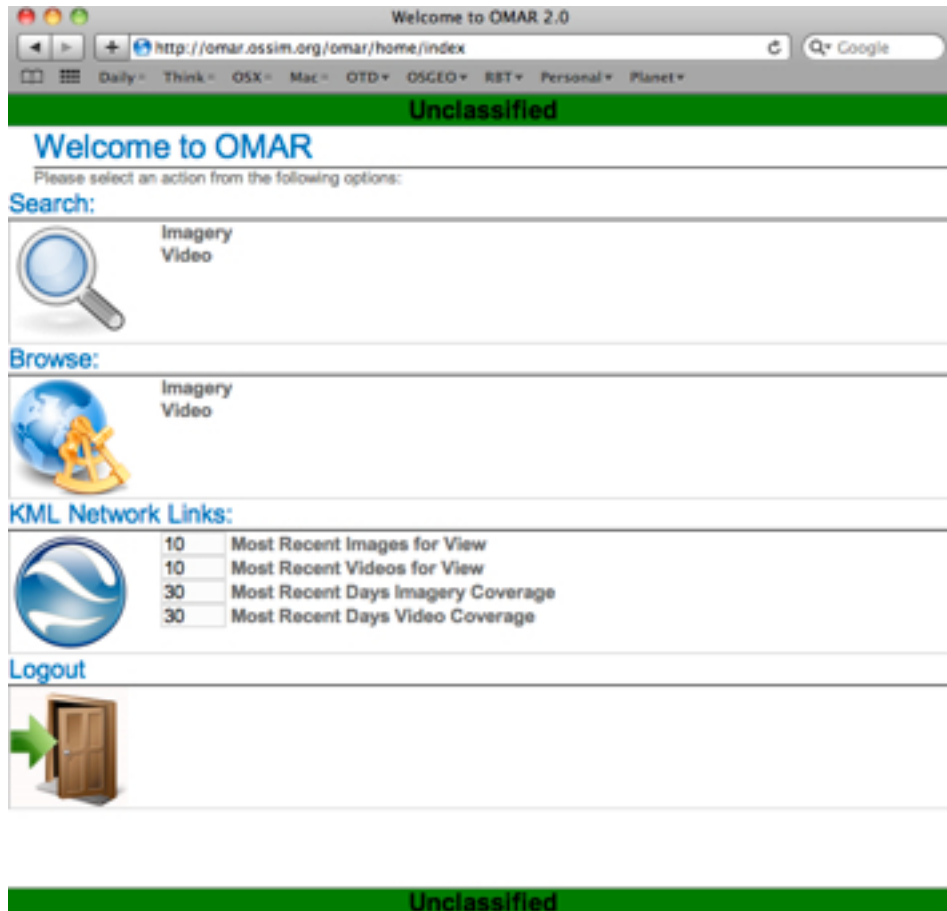 Welcome to OMAR 2.0
http://omar.ossim.org/omar/home/index
Google
Daily Think OSX Mac OTD OSGEO RBT Personal Planet
Unclassified
Welcome to OMAR
Please select an action from the following options:
Search:
Imagery
Video
Browse:
Imagery
Video
KML Network Links:
10 Most Recent Images for View
10 Most Recent Videos for View
30 Most Recent Days Imagery Coverage
30 Most Recent Days Video Coverage
Logout
Unclassified